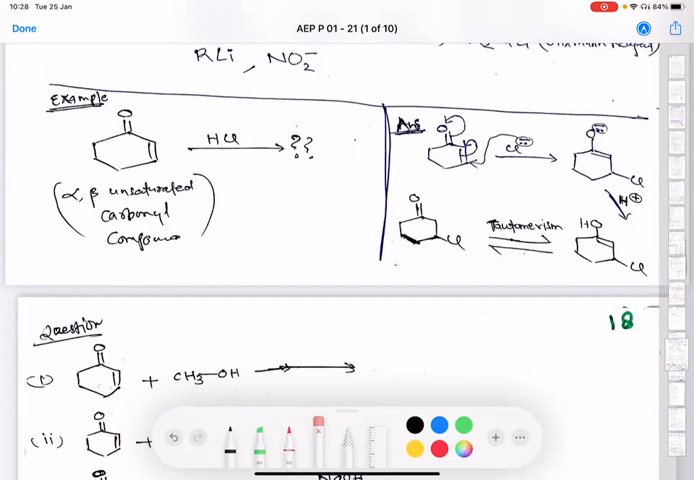 10:28 Tue 25 Jan
84%
Done
AEP P 01 - 21 (1 of 10)
RLi, NO2⁻
Example
O
HCl
??
(α, β unsaturated
Carbonyl
Compound)
Ans
O
H
Cl⊖
O⊖
Cl
H⊕
O
Cl
Tautomerism
HO
Cl
18
Question
(i)
O
+ CH3-OH
(ii)
O
+
NaOH